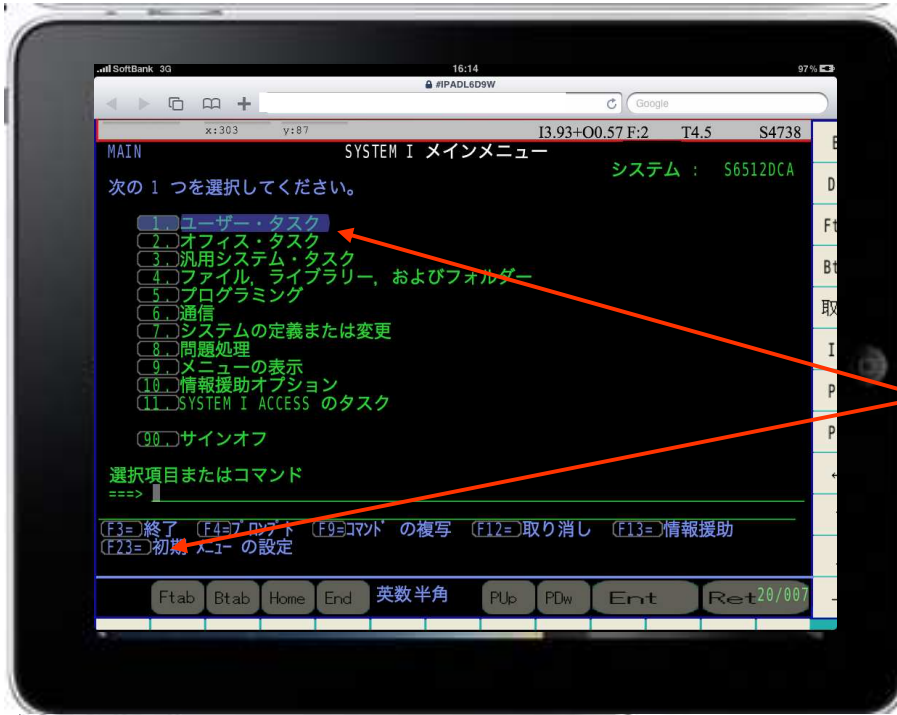 SoftBank 3G 16:14 97%
#IPADL6D9W
Google
x:303 y:87 I3.93+O0.57 F:2 T4.5 S4738
MAIN SYSTEM I メインメニュー
システム : S6512DCA
次の 1 つを選択してください。
1. ユーザー・タスク
2. オフィス・タスク
3. 汎用システム・タスク
4. ファイル, ライブラリー, およびフォルダー
5. プログラミング
6. 通信
7. システムの定義または変更
8. 問題処理
9. メニューの表示
10. 情報援助オプション
11. SYSTEM I ACCESS のタスク
90. サインオフ
選択項目またはコマンド
===>
F3=終了 F4=プロンプト F9=コマンド の複写 F12=取り消し F13=情報援助
F23=初期 メニュー の設定
Ftab Btab Home End 英数半角 PUp PDw Ent Ret 20/007
D
Ft
Bt
取
I
P
P